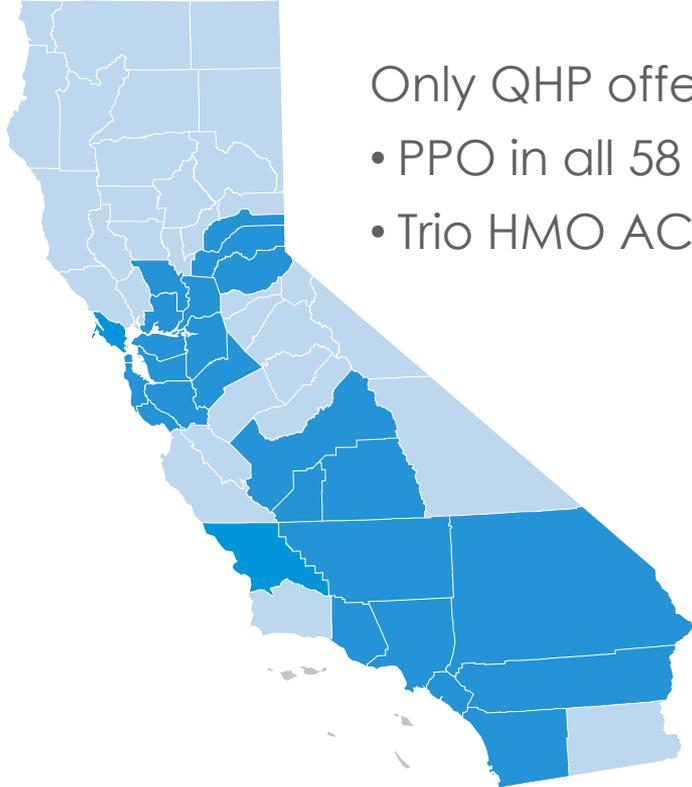 Only QHP offe
• PPO in all 58
• Trio HMO AC